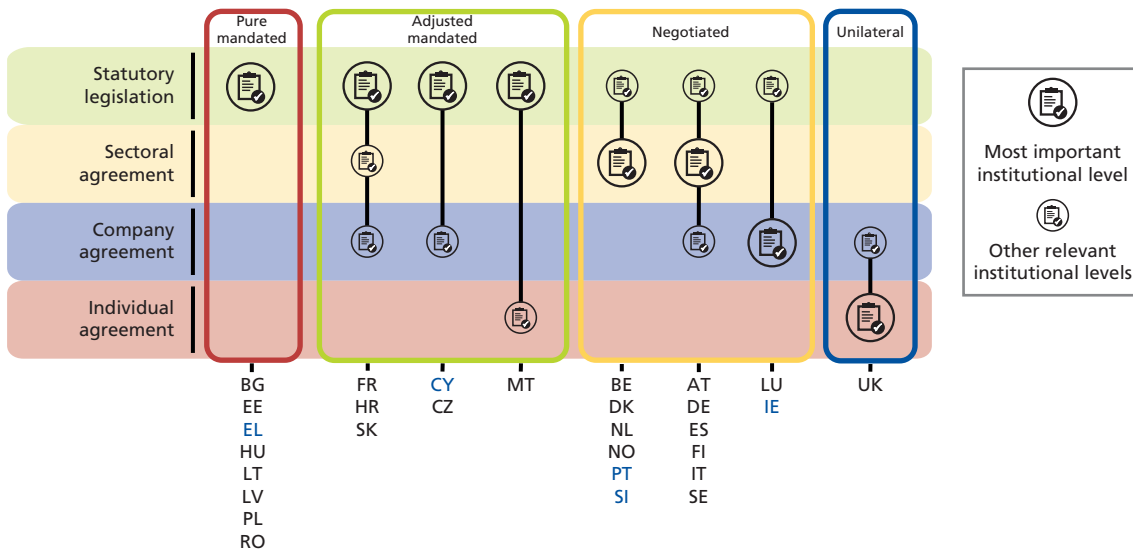 Pure
mandated
Adjusted
mandated
Negotiated
Unilateral
Statutory
legislation
Sectoral
agreement
Company
agreement
Individual
agreement
Most important
institutional level
Other relevant
institutional levels
BG
EE
EL
HU
LT
LV
PL
RO
FR
HR
SK
CY
CZ
MT
BE
DK
NL
NO
PT
SI
AT
DE
ES
FI
IT
SE
LU
IE
UK